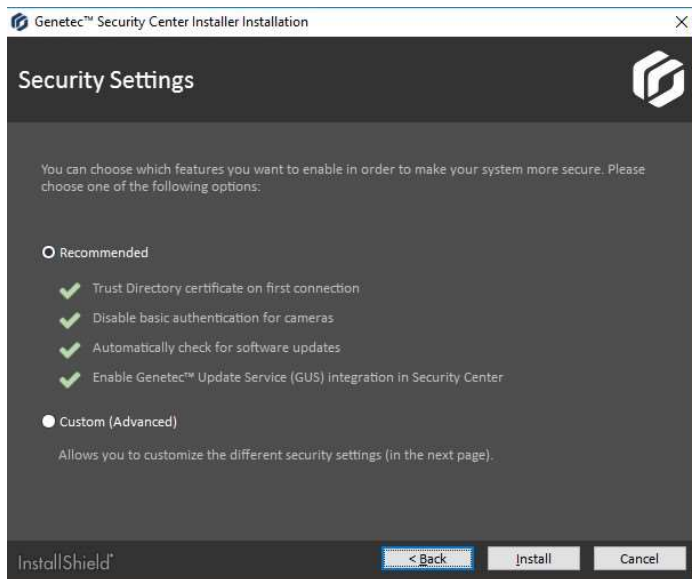 Genetec™ Security Center Installer Installation
Security Settings
You can choose which features you want to enable in order to make your system more secure. Please
choose one of the following options:
Recommended
Trust Directory certificate on first connection
Disable basic authentication for cameras
Automatically check for software updates
Enable Genetec™ Update Service (GUS) integration in Security Center
Custom (Advanced)
Allows you to customize the different security settings (in the next page).
InstallShield
< Back
Install
Cancel